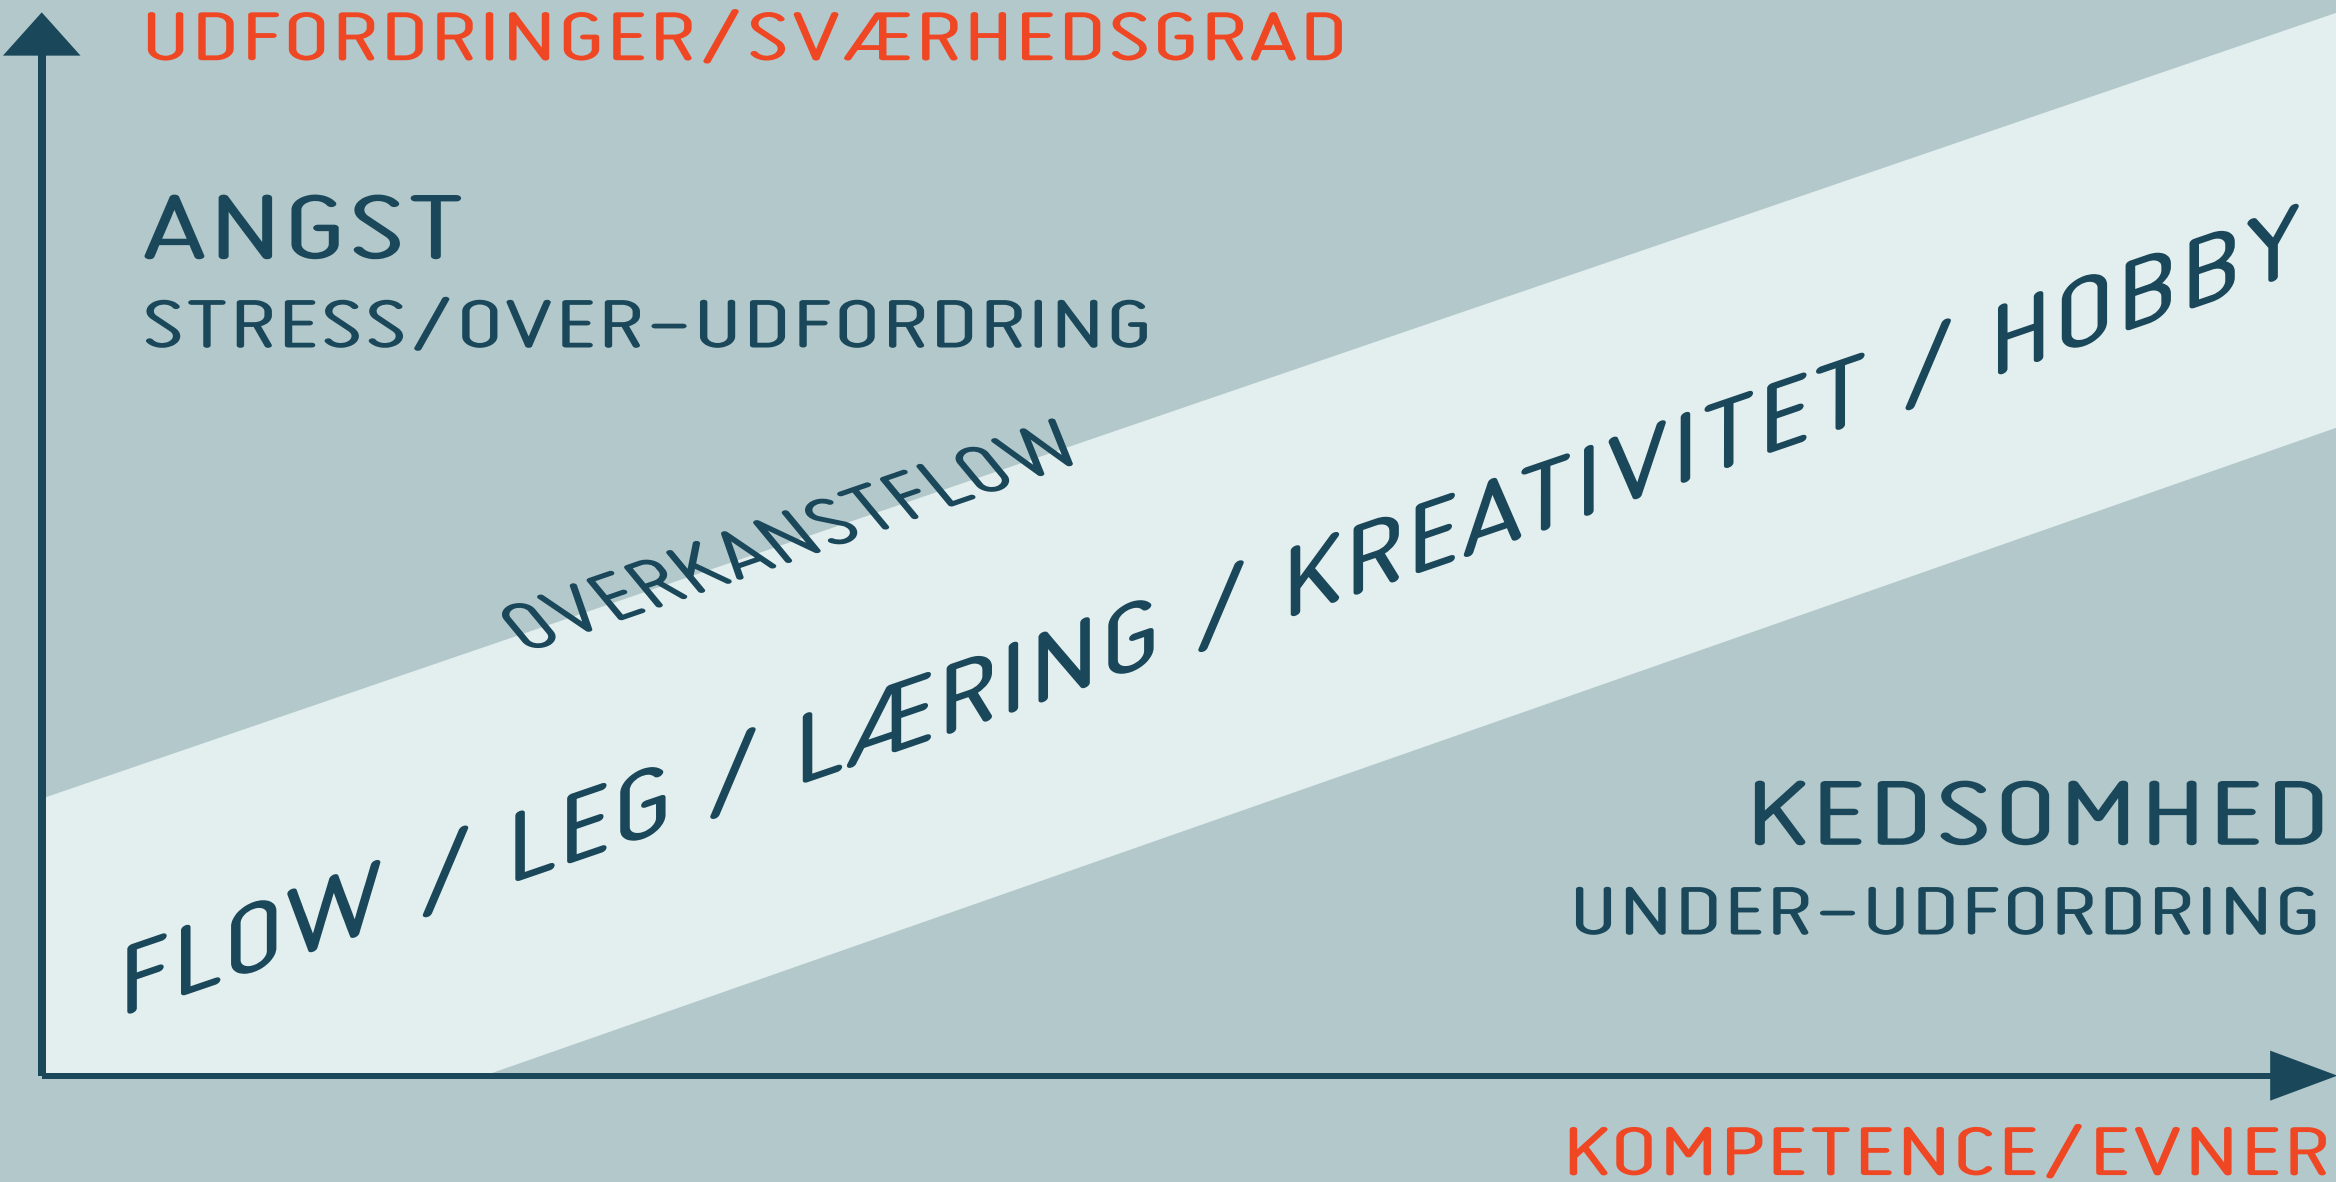 UDFORDRINGER/SVÆRHEDSGRAD
ANGST
STRESS/OVER-UDFORDRING
OVERKANSTFLOW
FLOW / LEG / LÆRING / KREATIVITET / HOBBY
KEDSOMHED
UNDER-UDFORDRING
KOMPETENCE/EVNER